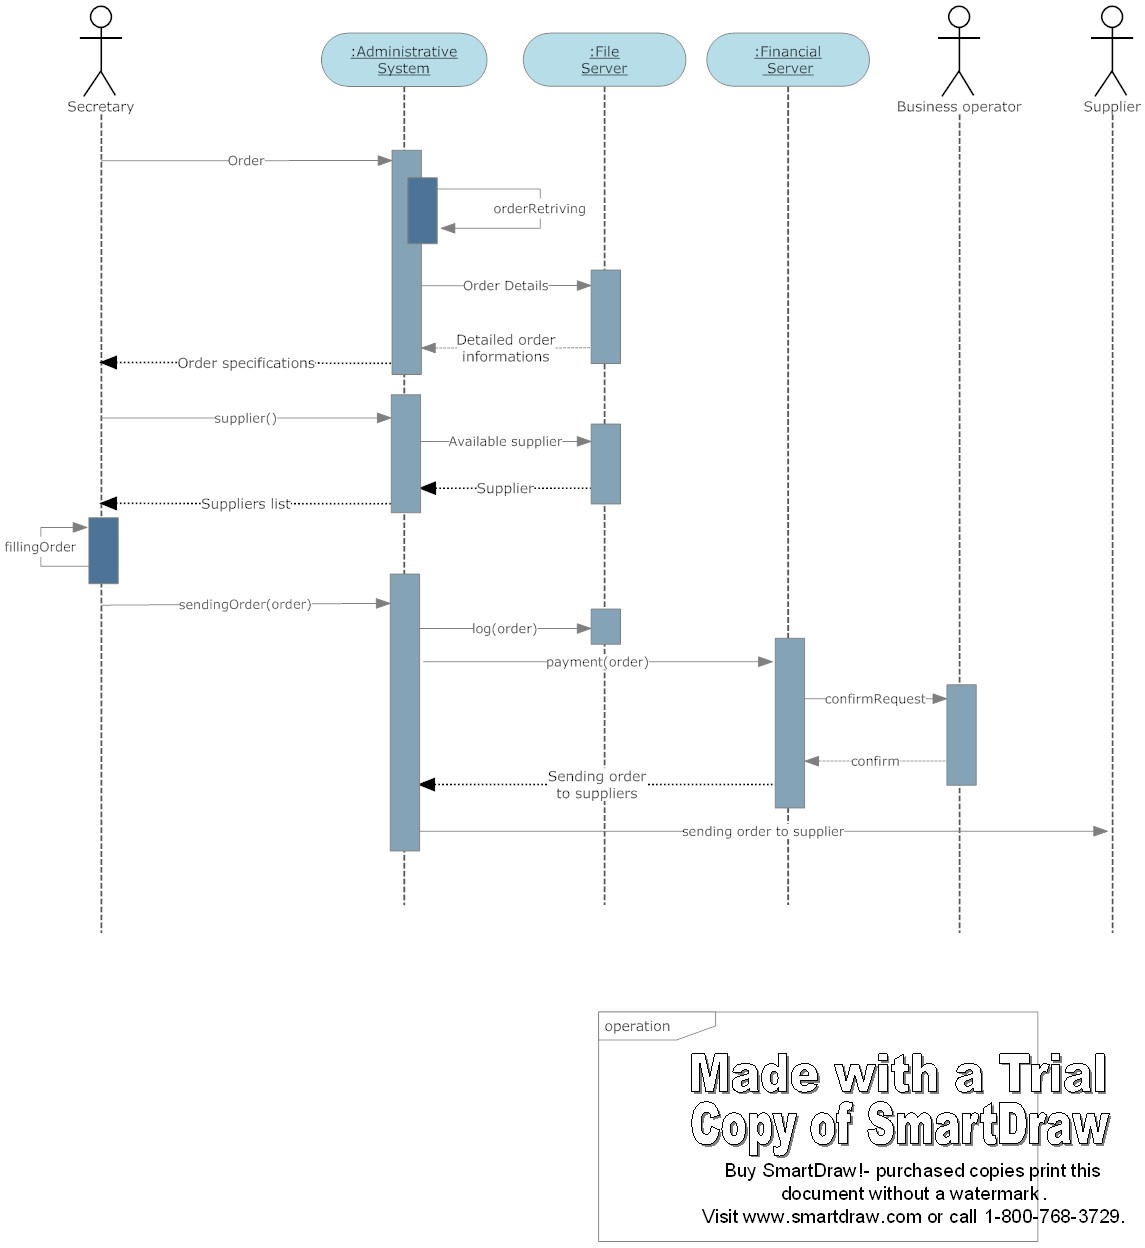 Secretary
:Administrative
System
:File
Server
:Financial
Server
Business operator
Supplier
Order
orderRetriving
Order Details
Detailed order
informations
Order specifications
supplier()
Available supplier
Supplier
Suppliers list
fillingOrder
sendingOrder(order)
log(order)
payment(order)
confirmRequest
confirm
Sending order
to suppliers
sending order to supplier
operation
Made with a Trial
Copy of SmartDraw
Buy SmartDraw!- purchased copies print this
document without a watermark .
Visit www.smartdraw.com or call 1-800-768-3729.